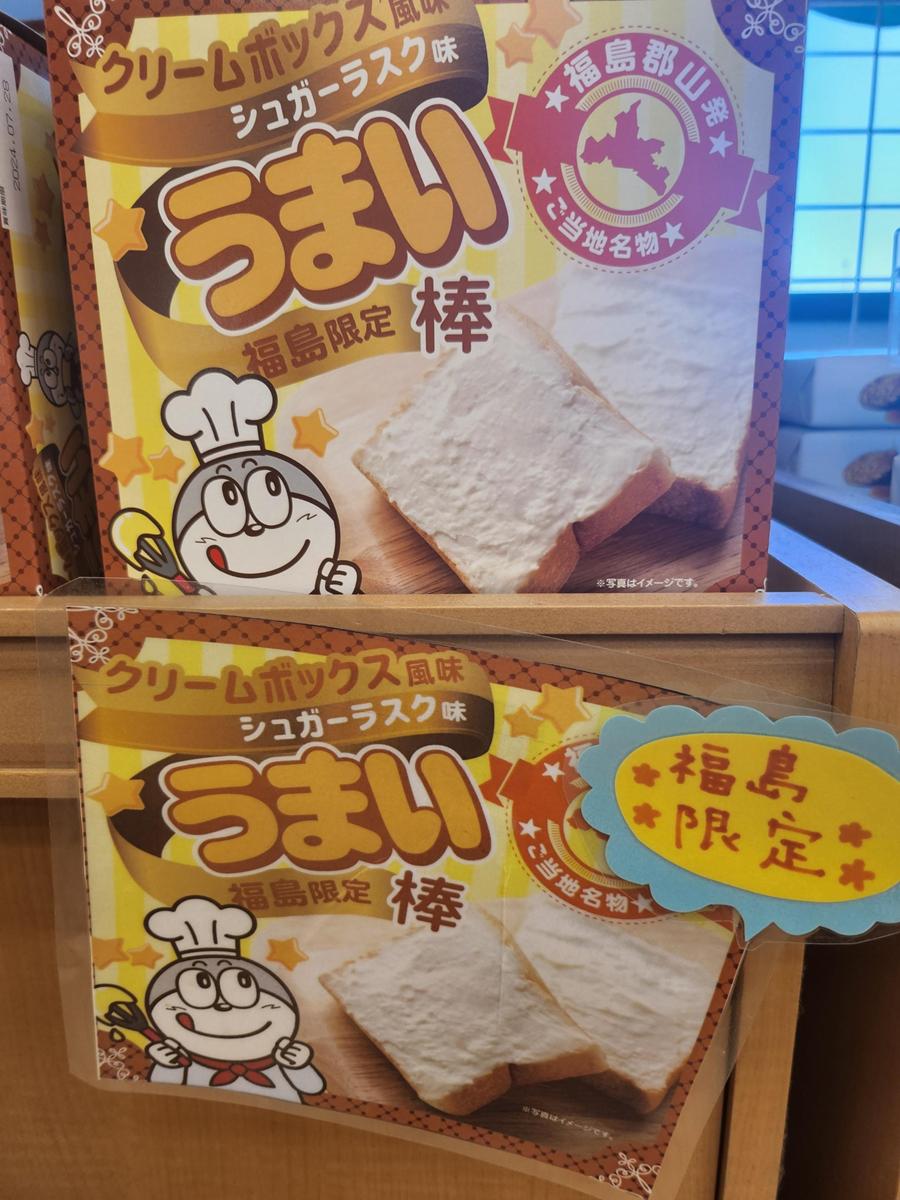 クリームボックス風味
シュガーラスク味
うまい棒
福島限定
福島郡山発
ご当地名物
※写真はイメージです。
2024.07.28
クリームボックス風味
シュガーラスク味
うまい棒
福島限定
ご当地名物
福島
限定
※写真はイメージです。